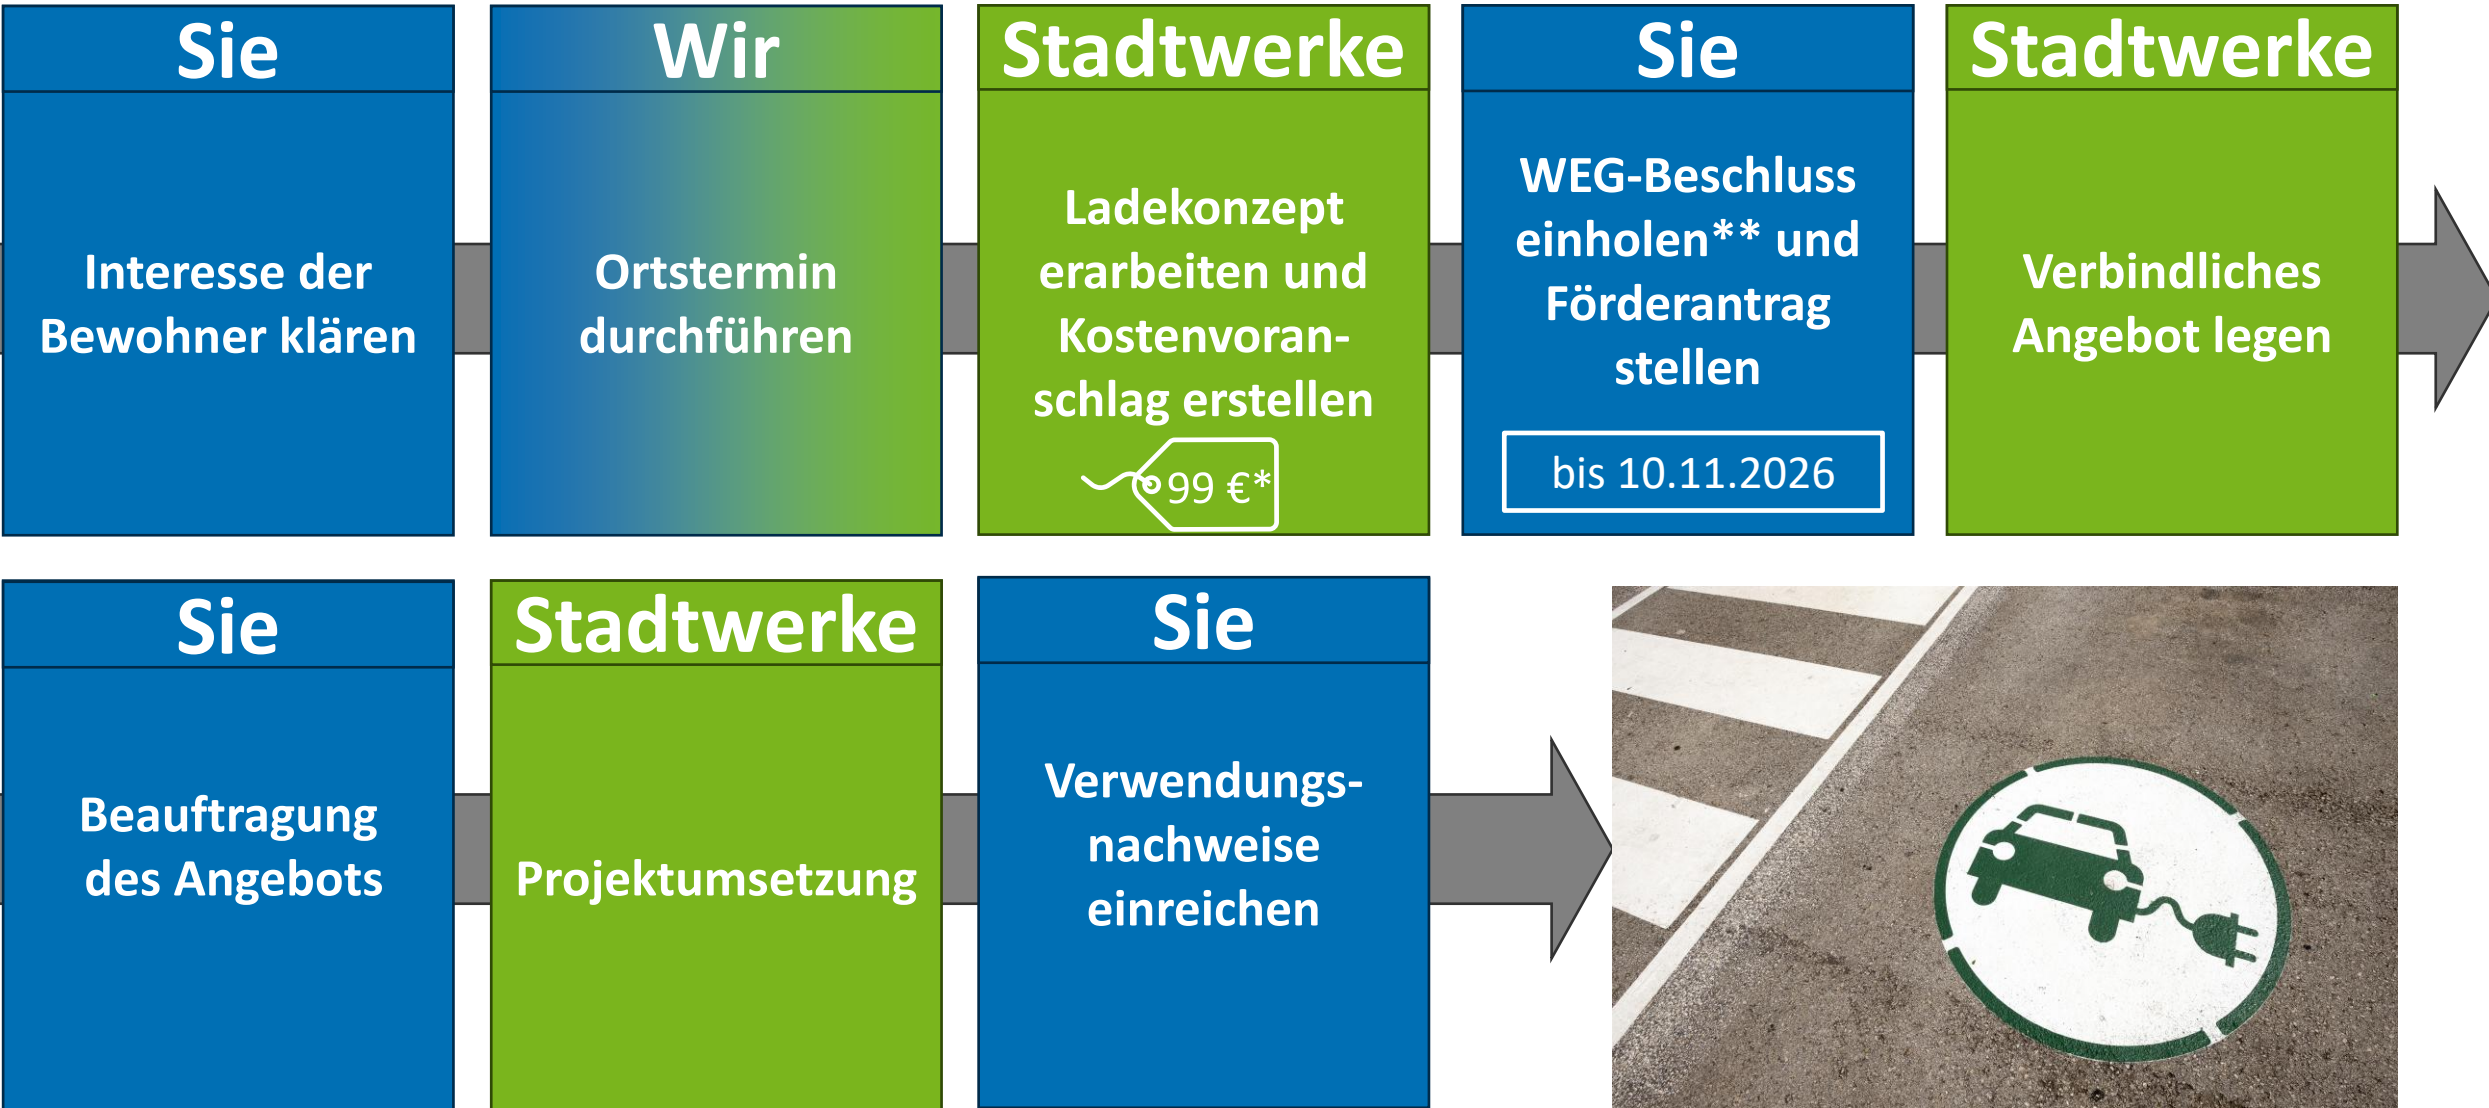 Sie
Interesse der
Bewohner klären
Wir
Ortstermin
durchführen
Stadtwerke
Ladekonzept
erarbeiten und
Kostenvoran-
schlag erstellen
99 €*
Sie
WEG-Beschluss
einholen** und
Förderantrag
stellen
bis 10.11.2026
Stadtwerke
Verbindliches
Angebot legen
Sie
Beauftragung
des Angebots
Stadtwerke
Projektumsetzung
Sie
Verwendungs-
nachweise
einreichen